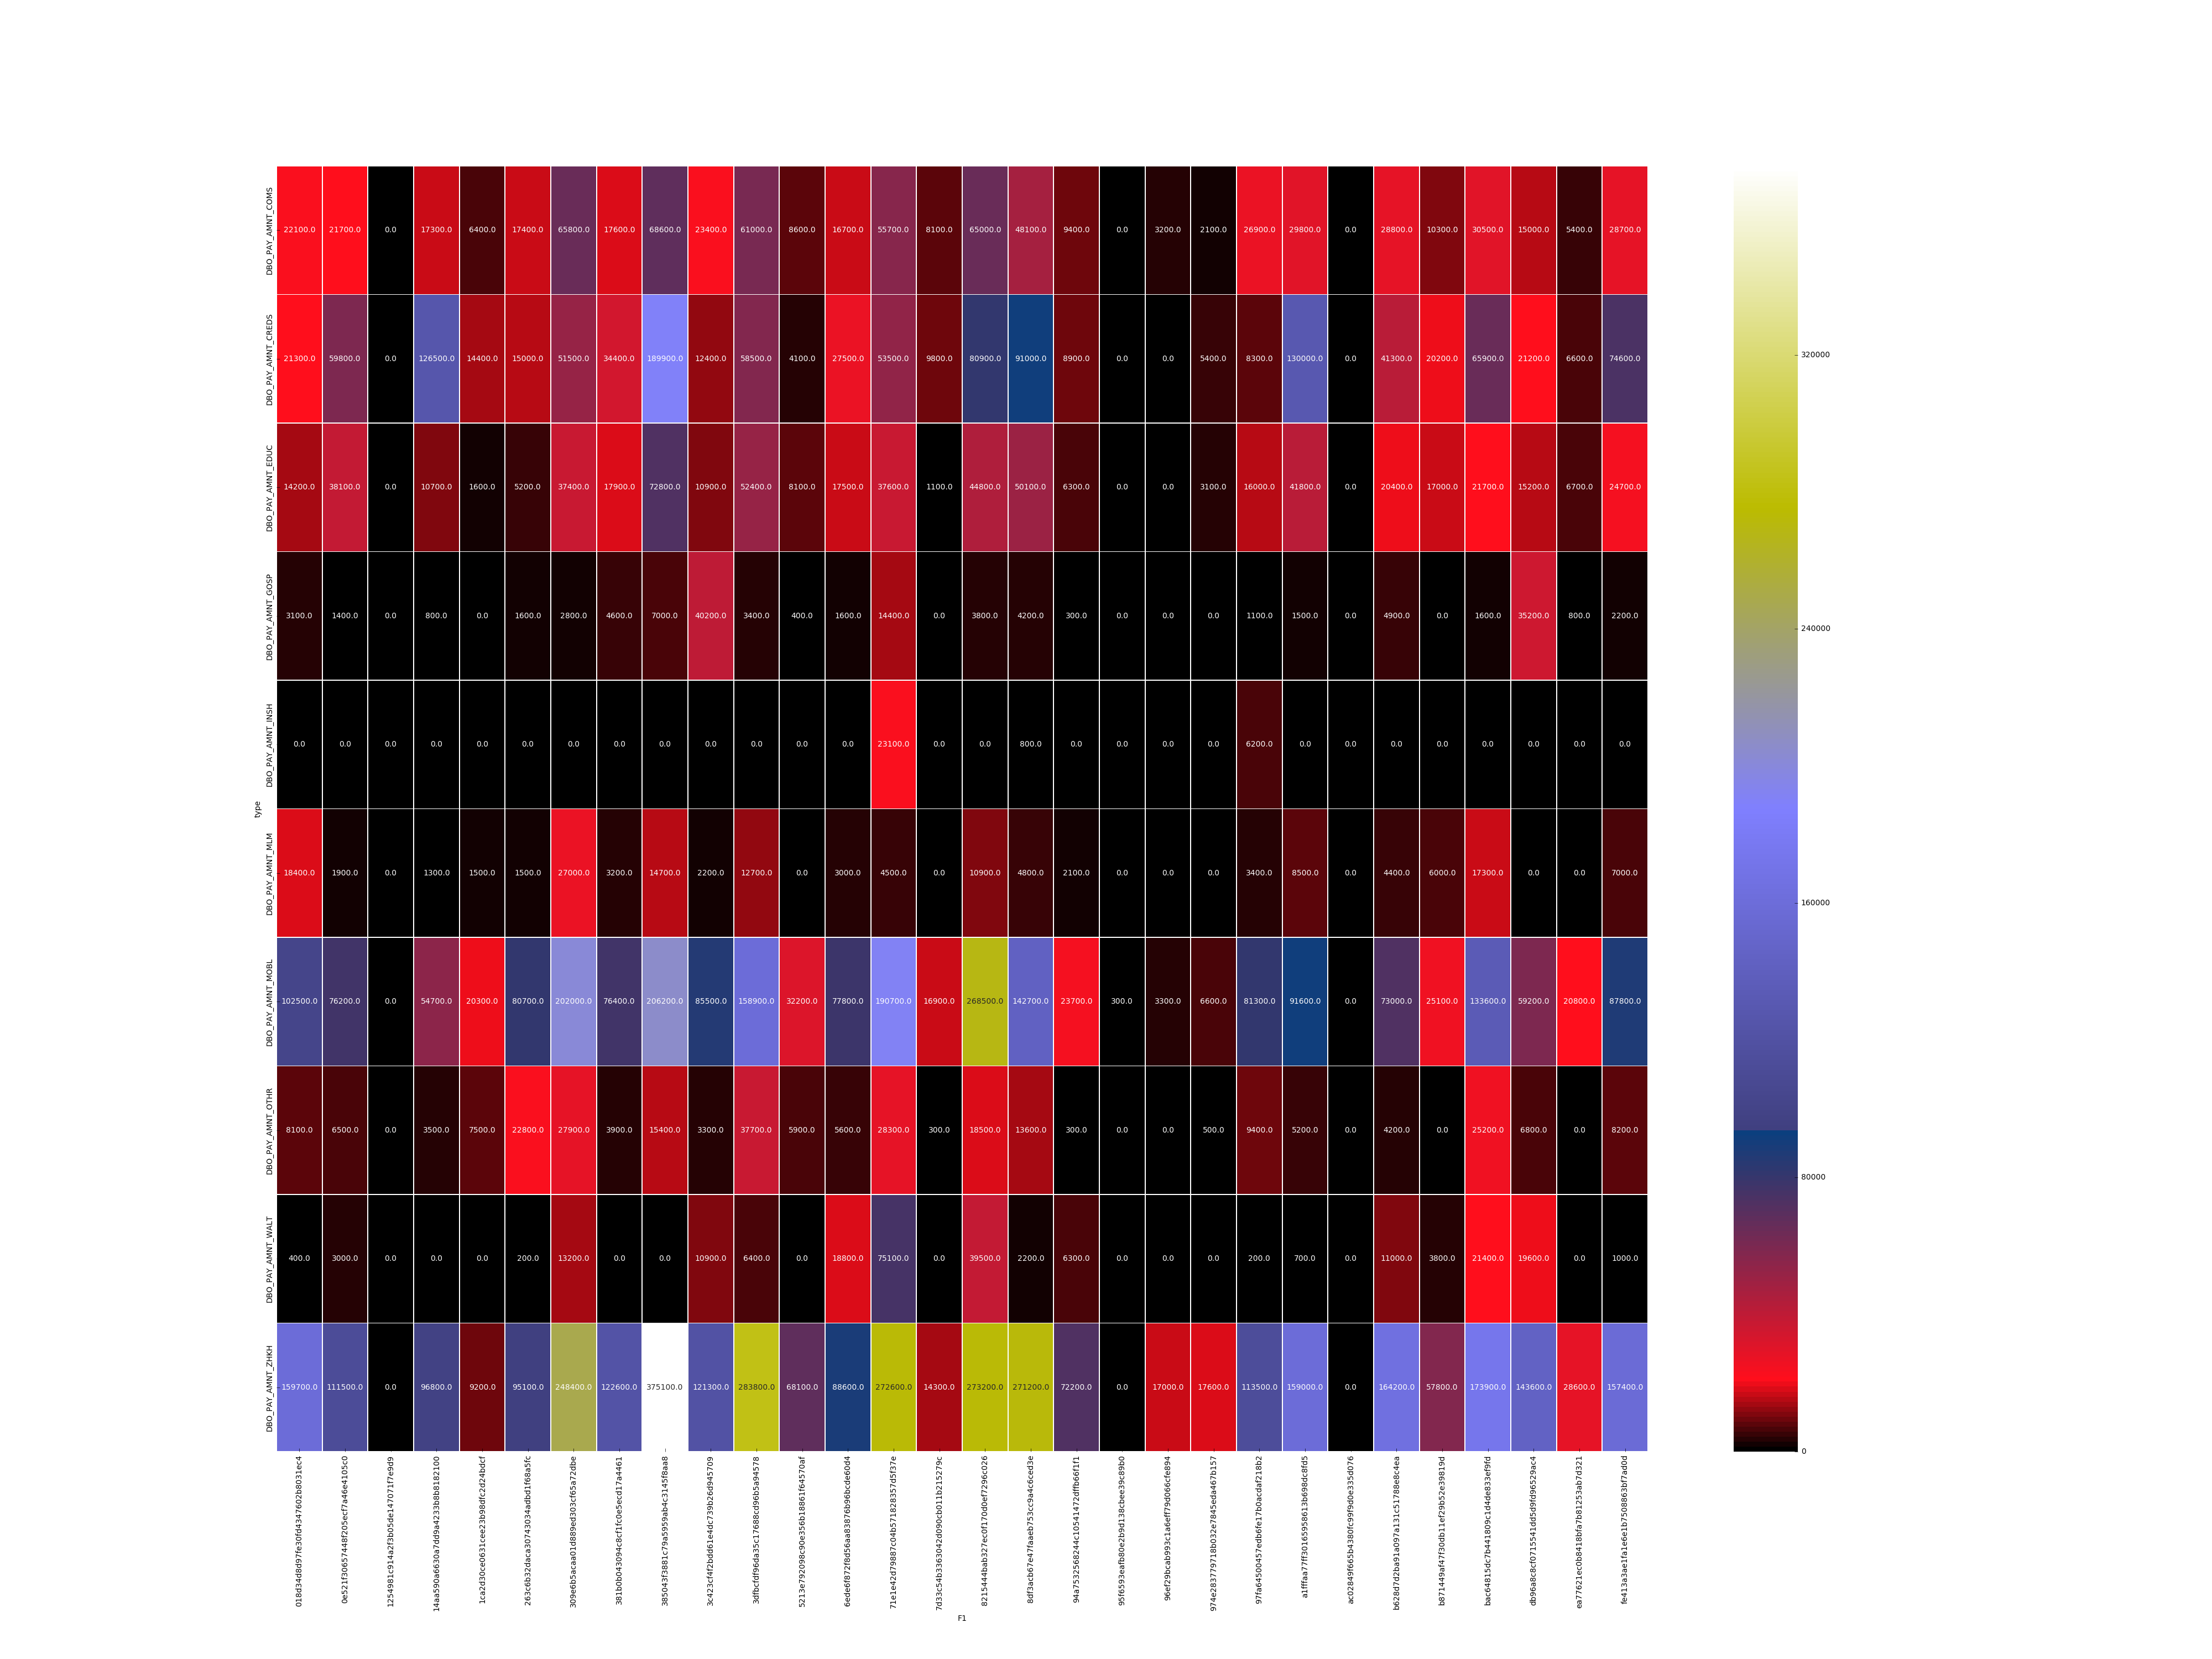 DBO_PAY_AMNT_COMS
22100.0 21700.0 0.0 17300.0 6400.0 17400.0 65800.0 17600.0 68600.0 23400.0 61000.0 8600.0 16700.0 55700.0 8100.0 65000.0 48100.0 9400.0 0.0 3200.0 2100.0 26900.0 29800.0 0.0 28800.0 10300.0 30500.0 15000.0 5400.0 28700.0
DBO_PAY_AMNT_CREDS
21300.0 59800.0 0.0 126500.0 14400.0 15000.0 51500.0 34400.0 189900.0 12400.0 58500.0 4100.0 27500.0 53500.0 9800.0 80900.0 91000.0 8900.0 0.0 0.0 5400.0 8300.0 130000.0 0.0 41300.0 20200.0 65900.0 21200.0 6600.0 74600.0
DBO_PAY_AMNT_EDUC
14200.0 38100.0 0.0 10700.0 1600.0 5200.0 37400.0 17900.0 72800.0 10900.0 52400.0 8100.0 17500.0 37600.0 1100.0 44800.0 50100.0 6300.0 0.0 0.0 3100.0 16000.0 41800.0 0.0 20400.0 17000.0 21700.0 15200.0 6700.0 24700.0
DBO_PAY_AMNT_GOSP
3100.0 1400.0 0.0 800.0 0.0 1600.0 2800.0 4600.0 7000.0 40200.0 3400.0 400.0 1600.0 14400.0 0.0 3800.0 4200.0 300.0 0.0 0.0 0.0 1100.0 1500.0 0.0 4900.0 0.0 1600.0 35200.0 800.0 2200.0
DBO_PAY_AMNT_INSH
0.0 0.0 0.0 0.0 0.0 0.0 0.0 0.0 0.0 0.0 0.0 0.0 0.0 23100.0 0.0 0.0 800.0 0.0 0.0 0.0 0.0 6200.0 0.0 0.0 0.0 0.0 0.0 0.0 0.0 0.0
type
DBO_PAY_AMNT_MLM
18400.0 1900.0 0.0 1300.0 1500.0 1500.0 27000.0 3200.0 14700.0 2200.0 12700.0 0.0 3000.0 4500.0 0.0 10900.0 4800.0 2100.0 0.0 0.0 0.0 3400.0 8500.0 0.0 4400.0 6000.0 17300.0 0.0 0.0 7000.0
DBO_PAY_AMNT_MOBL
102500.0 76200.0 0.0 54700.0 20300.0 80700.0 202000.0 76400.0 206200.0 85500.0 158900.0 32200.0 77800.0 190700.0 16900.0 268500.0 142700.0 23700.0 300.0 3300.0 6600.0 81300.0 91600.0 0.0 73000.0 25100.0 133600.0 59200.0 20800.0 87800.0
DBO_PAY_AMNT_OTHR
8100.0 6500.0 0.0 3500.0 7500.0 22800.0 27900.0 3900.0 15400.0 3300.0 37700.0 5900.0 5600.0 28300.0 300.0 18500.0 13600.0 300.0 0.0 0.0 500.0 9400.0 5200.0 0.0 4200.0 0.0 25200.0 6800.0 0.0 8200.0
DBO_PAY_AMNT_WALT
400.0 3000.0 0.0 0.0 0.0 200.0 13200.0 0.0 0.0 10900.0 6400.0 0.0 18800.0 75100.0 0.0 39500.0 2200.0 6300.0 0.0 0.0 0.0 200.0 700.0 0.0 11000.0 3800.0 21400.0 19600.0 0.0 1000.0
DBO_PAY_AMNT_ZHKH
159700.0 111500.0 0.0 96800.0 9200.0 95100.0 248400.0 122600.0 375100.0 121300.0 283800.0 68100.0 88600.0 272600.0 14300.0 273200.0 271200.0 72200.0 0.0 17000.0 17600.0 113500.0 159000.0 0.0 164200.0 57800.0 173900.0 143600.0 28600.0 157400.0
018d34d8d97fe30fd4347602b8031ec4
0e521f30657448f205ecf7a46e4105c0
1254981c914a2f3b05de147071f7e9d9
14aa590a6630a7dd9a4233b8b8182100
1ca2d30ce0631cee23b98dfc2d24bdcf
263c6b32daca30743034adbd1f68a5fc
309e6b5acaa01d889ed303cf65a72dbe
381b0b043094c8cf1fc0e5ecd17a4461
385043f3881c79a5959ab4c3145f8aa8
3c423cf4f2bdd61e4dc739b26d945709
3dfbcfdf96da35c17688cd96b5a94578
5213e792098c90e356b18861f64570af
6ede6f872f8d56aa83876b96bcde60d4
71e1e42d79887c04b571828357d5f37e
7d33c54b3363042d090cb011b215279c
8215444bab327ec0f170d0ef7296c026
8df3acb67e47faaeb753cc9a4c6ced3e
94a7532568244c10541472dffb66f1f1
95f6593eafb80e2b9d138cbee39c89b0
96ef29bcab993c1a6eff79d066cfe894
974e283779718b032e7845eda467b157
97fa64500457edb6fe17b0acdaf218b2
a1fffaa77ff30165958613b698dc8fd5
ac02849f665b4380fc99f9d0e335d076
b628d7d2ba91a097a131c51788e8c4ea
b871449af47f30db11ef29b52e39819d
bac64815dc7b441809c1d4de833ef9fd
db96a8c8cf0715541dd5d9fd96529ac4
ea77621ec0b8418bfa7b81253ab7d321
fe413a3ae1fa1e6e1b7508863bf7ad0d
F1
320000
240000
160000
80000
0